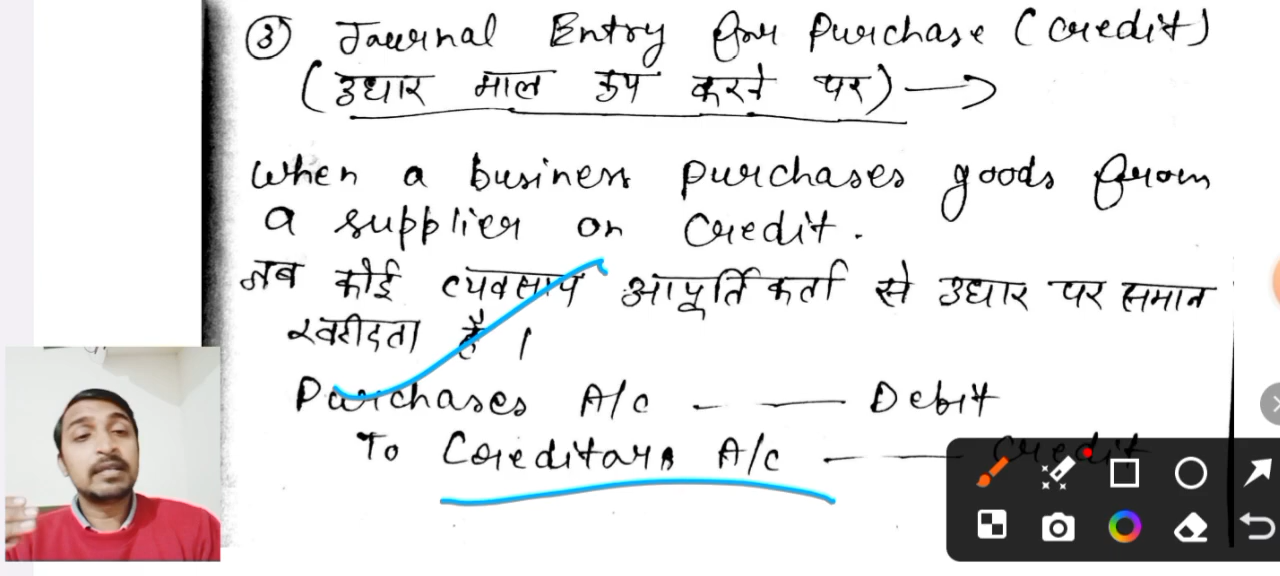 ③ Journal Entry for Purchase (Credit)
(उधार माल क्रय करने पर) →
When a business purchases goods from
a supplier on Credit.
जब कोई व्यवसाय आपूर्ति कर्ता से उधार पर समान
खरीदता है ।
Purchases A/c - — Debit
To Creditors A/c — Credit